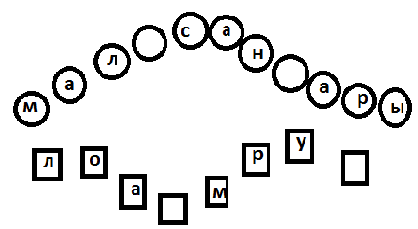 м а л с а н а р ы
л о а м р у